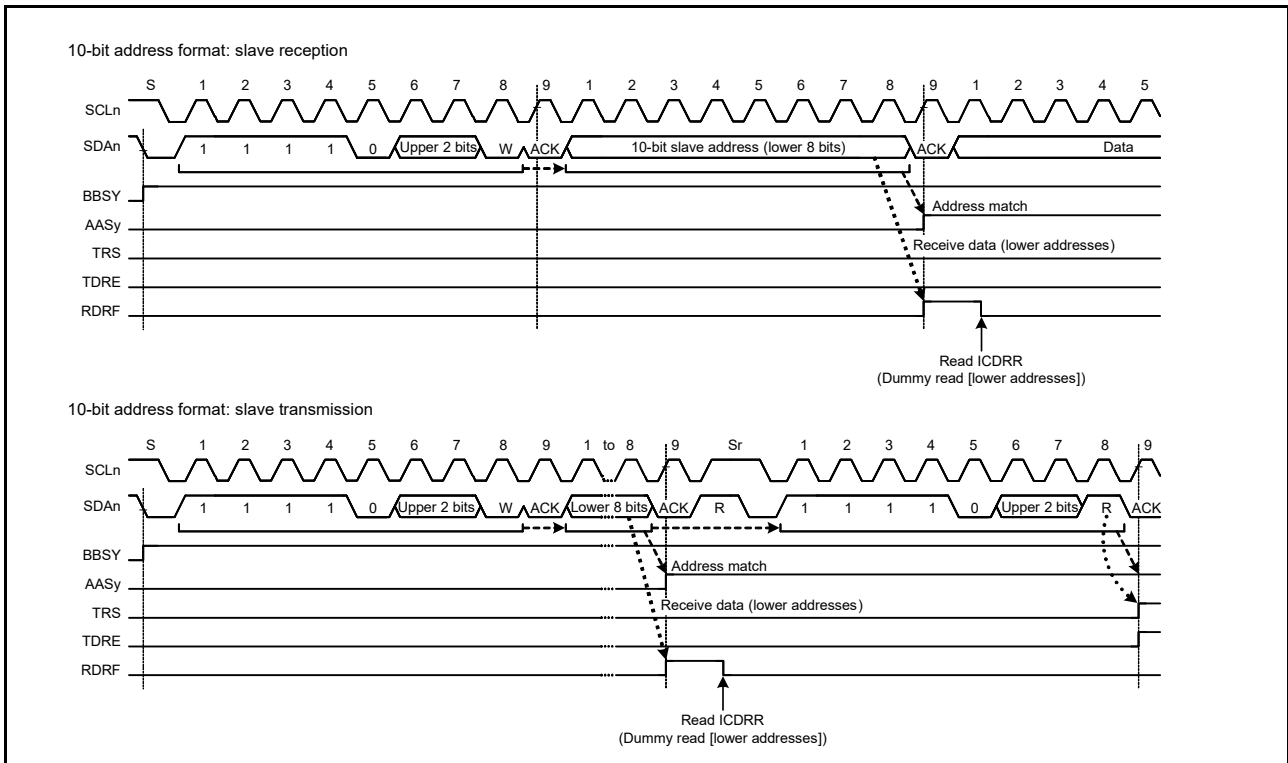 10-bit address format: slave reception
S 1 2 3 4 5 6 7 8 9 1 2 3 4 5 6 7 8 9 1 2 3 4 5
SCLn
SDAn 1 1 1 1 0 Upper 2 bits W ACK 10-bit slave address (lower 8 bits) ACK Data
BBSY
Address match
AASy
TRS Receive data (lower addresses)
TDRE
RDRF
Read ICDRR
(Dummy read [lower addresses])
10-bit address format: slave transmission
S 1 2 3 4 5 6 7 8 9 1 to 8 9 Sr 1 2 3 4 5 6 7 8 9
SCLn
SDAn 1 1 1 1 0 Upper 2 bits W ACK Lower 8 bits ACK R 1 1 1 1 0 Upper 2 bits R ACK
BBSY
Address match
AASy
TRS Receive data (lower addresses)
TDRE
RDRF
Read ICDRR
(Dummy read [lower addresses])